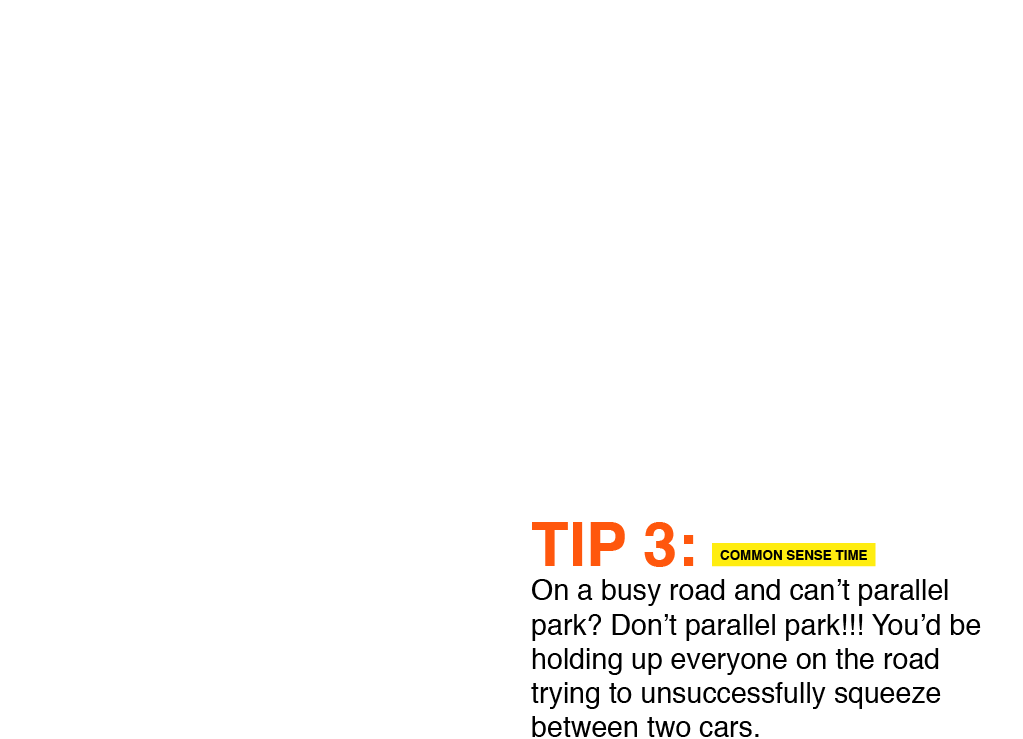 TIP 3: COMMON SENSE TIME
On a busy road and can’t parallel
park? Don’t parallel park!!! You’d be
holding up everyone on the road
trying to unsuccessfully squeeze
between two cars.